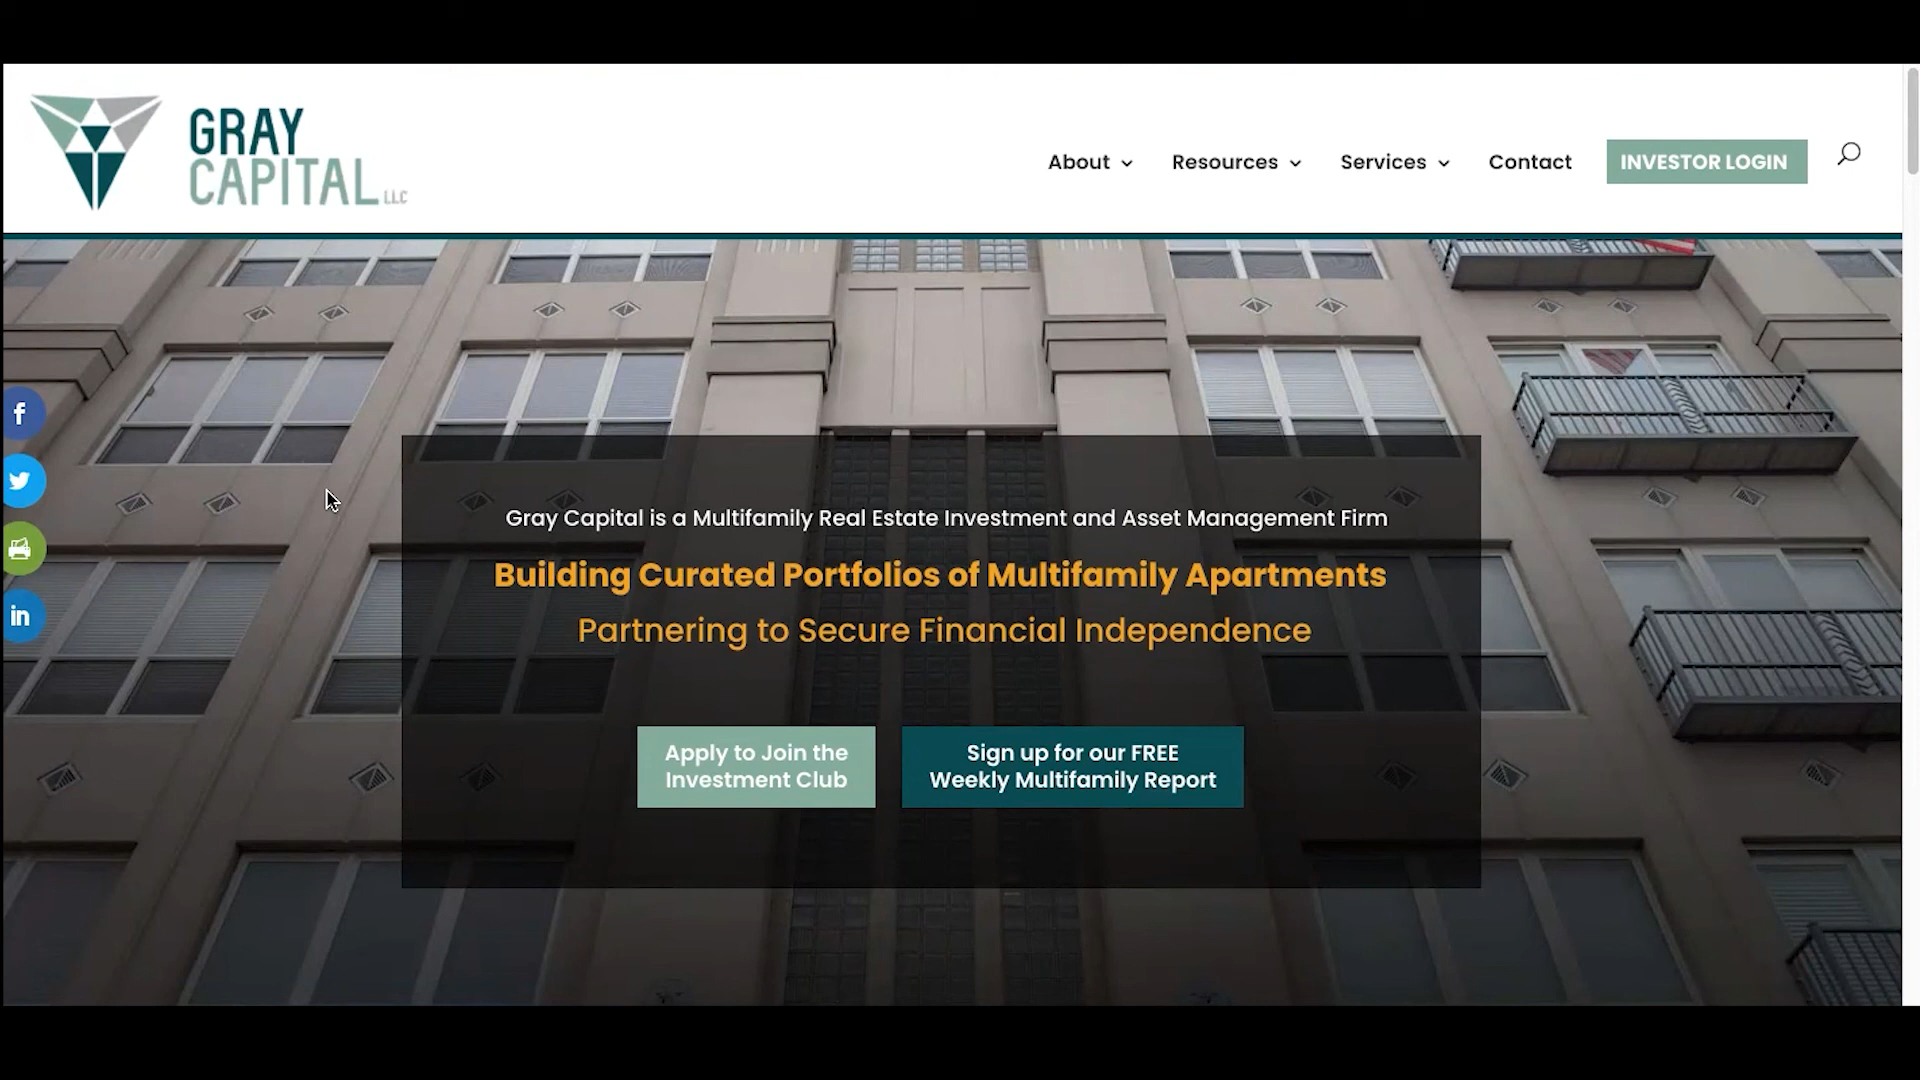 GRAY
CAPITAL LLC
About
Resources
Services
Contact
INVESTOR LOGIN
Gray Capital is a Multifamily Real Estate Investment and Asset Management Firm
Building Curated Portfolios of Multifamily Apartments
Partnering to Secure Financial Independence
Apply to Join the
Investment Club
Sign up for our FREE
Weekly Multifamily Report